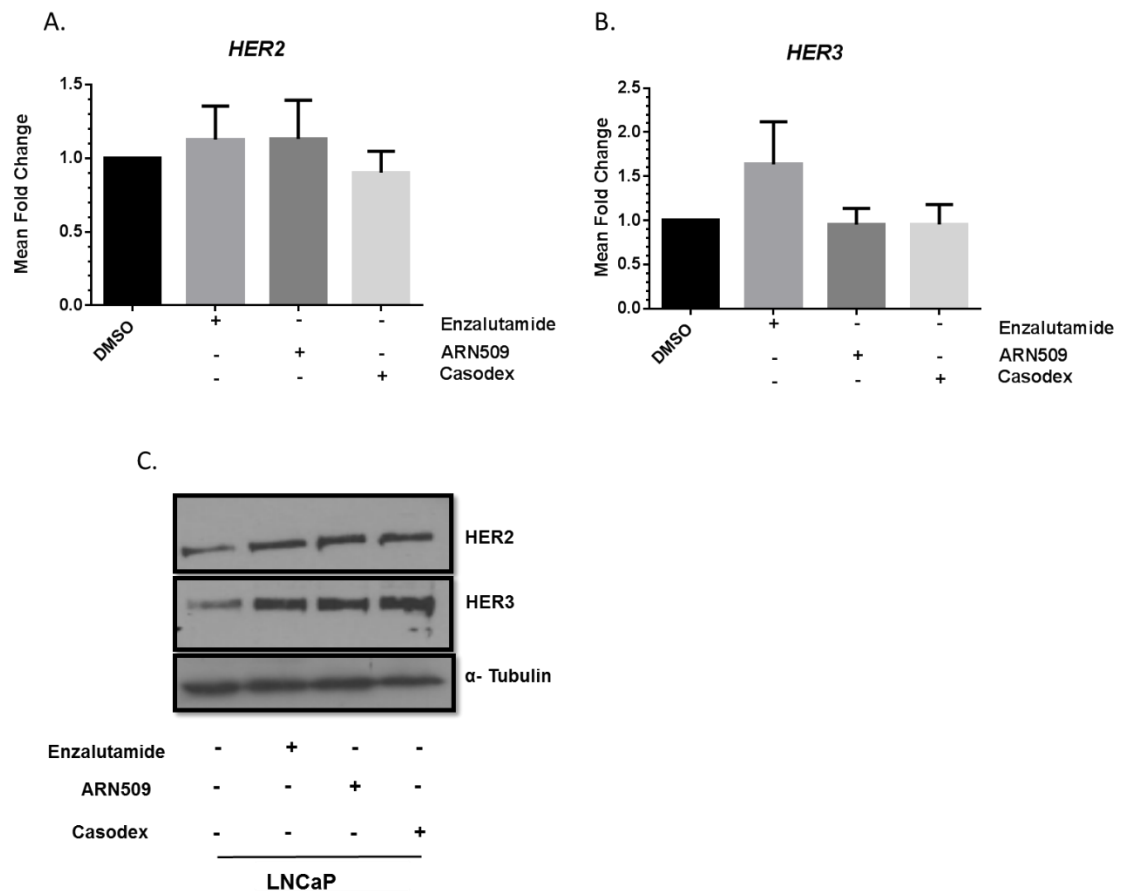 A.
HER2
Mean Fold Change
1.5
1.0
0.5
0.0
DMSO
+ - - Enzalutamide
- + - ARN509
- - + Casodex
B.
HER3
Mean Fold Change
2.5
2.0
1.5
1.0
0.5
0.0
DMSO
+ - - Enzalutamide
- + - ARN509
- - + Casodex
C.
HER2
HER3
α- Tubulin
Enzalutamide - + - -
ARN509 - - + -
Casodex - - - +
LNCaP